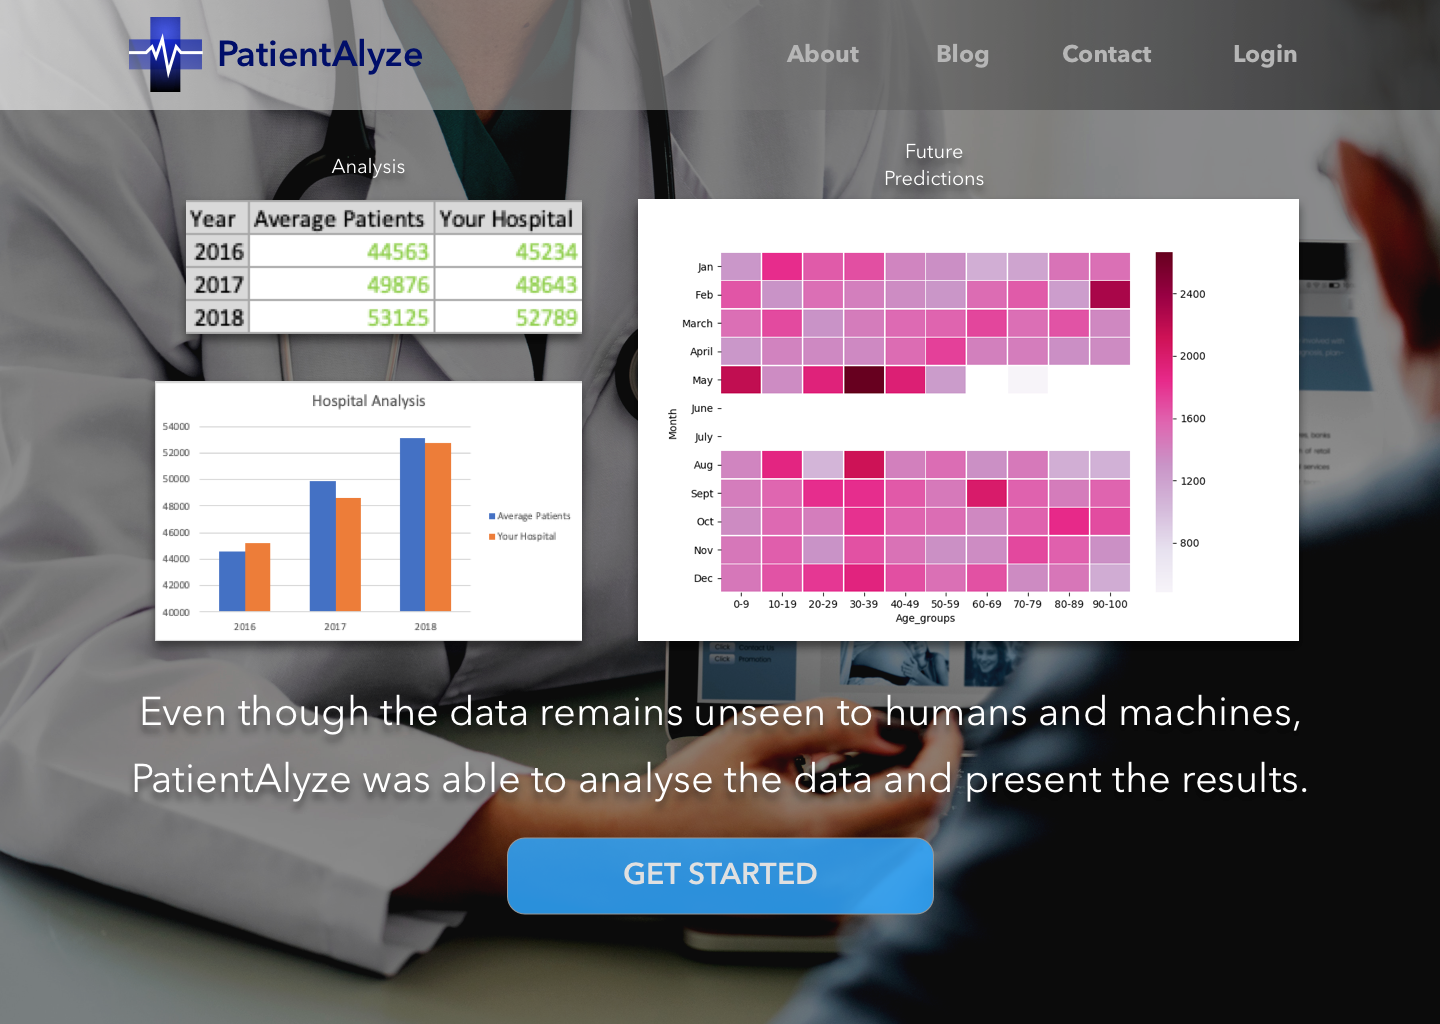 PatientAlyze
About Blog Contact Login
Analysis
Year Average Patients Your Hospital
2016 44563 45234
2017 49876 48643
2018 53125 52789
Hospital Analysis
54000
52000
50000
48000
46000
44000
42000
40000
2016 2017 2018
Average Patients
Your Hospital
Future
Predictions
Month
Jan
Feb
March
April
May
June
July
Aug
Sept
Oct
Nov
Dec
0-9 10-19 20-29 30-39 40-49 50-59 60-69 70-79 80-89 90-100
Age_groups
2400
2000
1600
1200
800
Click Contact Us
Click Promotion
Even though the data remains unseen to humans and machines,
PatientAlyze was able to analyse the data and present the results.
GET STARTED